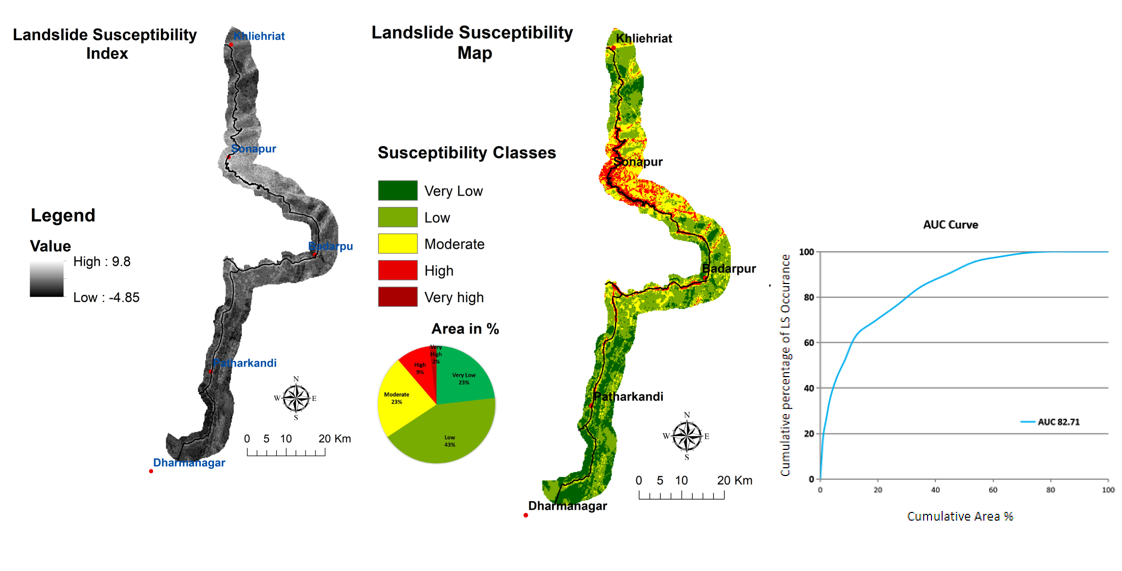 Landslide Susceptibility
Index
Khliehriat
Sonapur
Legend
Value
High : 9.8
Low : -4.85
Badarpu
Patharkandi
N
W E
S
0 5 10 20 Km
Dharmanagar
Landslide Susceptibility
Map
Khliehriat
Susceptibility Classes
Sonapur
Very Low
Low
Moderate
High
Very high
Badarpur
Area in %
Very
High
High
9%
Very Low
23%
Moderate
23%
Low
43%
Patharkandi
N
W E
S
0 5 10 20 Km
Dharmanagar
AUC Curve
Cumulative percentage of LS Occurance
100
80
60
40
20
0
AUC 82.71
0 20 40 60 80 100
Cumulative Area %